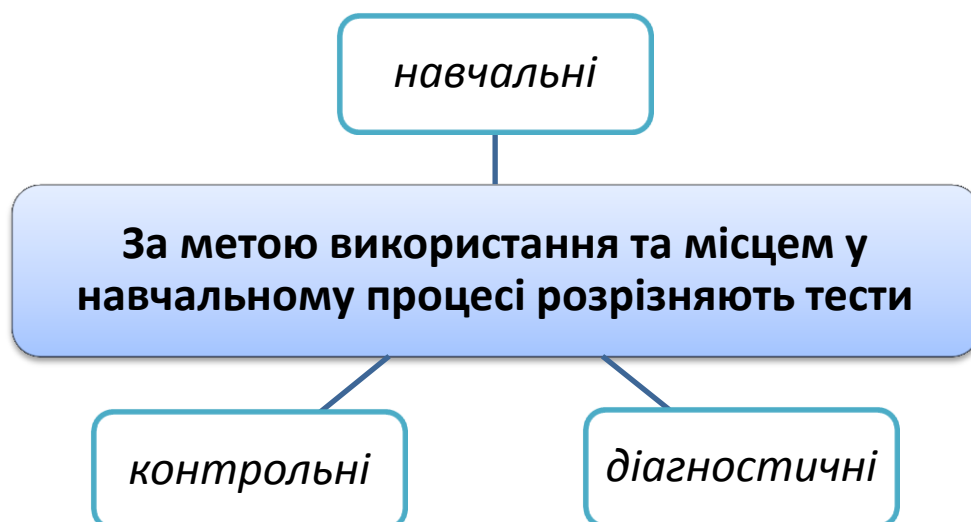 навчальні
За метою використання та місцем у
навчальному процесі розрізняють тести
контрольні
діагностичні